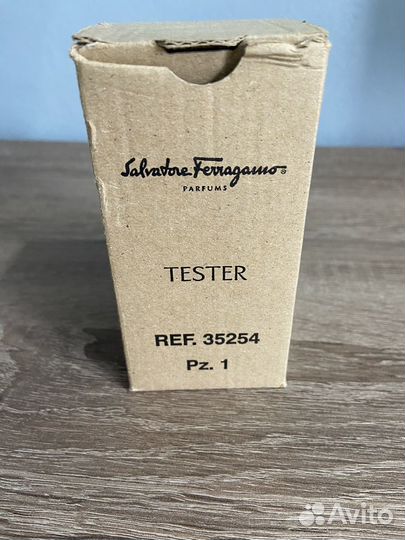 Salvatore Ferragamo®
PARFUMS
TESTER
REF. 35254
Pz. 1
Avito